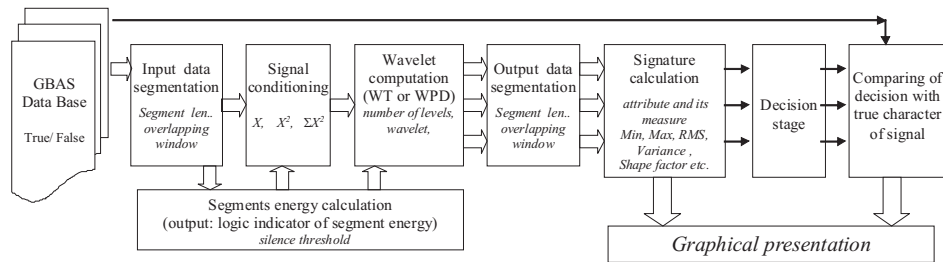 GBAS
Data Base
True/ False
Input data
segmentation
Segment len..
overlapping
window
Signal
conditioning
X, X², ΣX²
Wavelet
computation
(WT or WPD)
number of levels,
wavelet,
Output data
segmentation
Segment len..
overlapping
window
Signature
calculation
attribute and its
measure
Min, Max, RMS,
Variance ,
Shape factor etc.
Decision
stage
Comparing of
decision with
true character
of signal
Segments energy calculation
(output: logic indicator of segment energy)
silence threshold
Graphical presentation